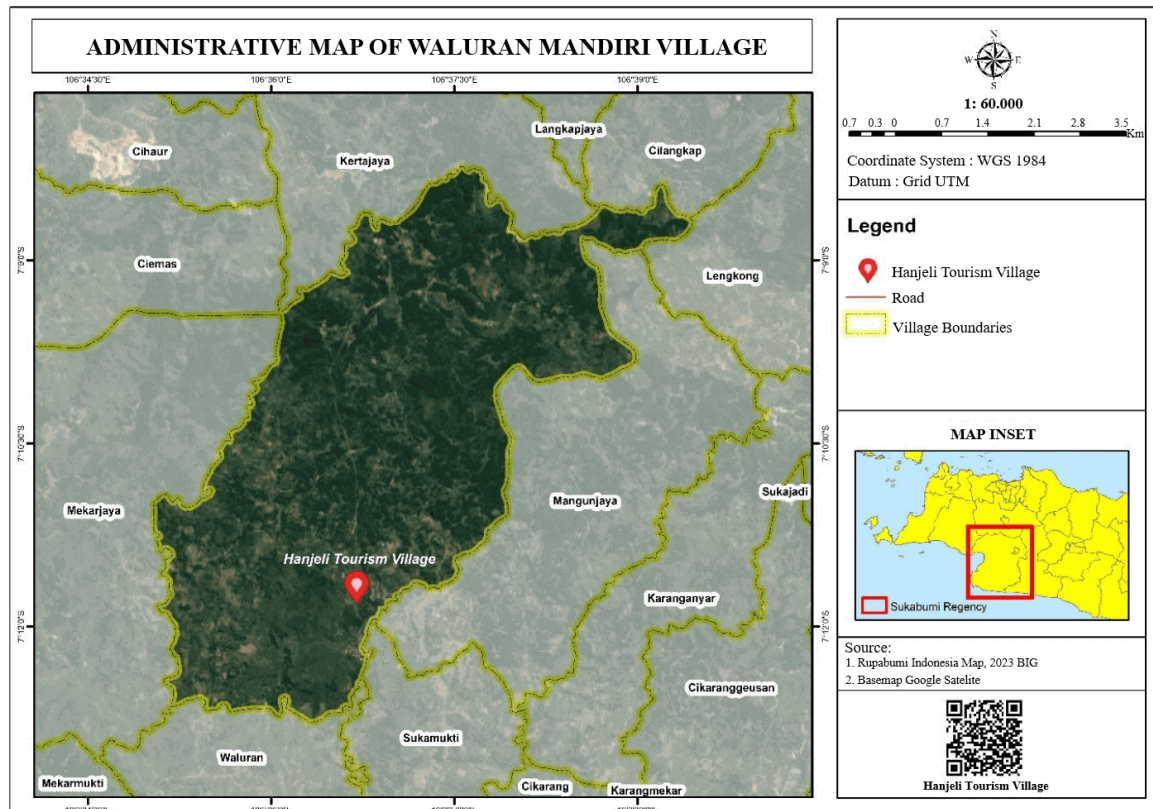 ADMINISTRATIVE MAP OF WALURAN MANDIRI VILLAGE
106°34'30"E 106°36'0"E 106°37'30"E 106°39'0"E
Langkapjaya
Cihaur
Kertajaya
Cilangkap
7°9'0"S
7°9'0"S
Ciemas
Lengkong
7°10'30"S
7°10'30"S
Sukajadi
Mangunjaya
Mekarjaya
Hanjeli Tourism Village
Karanganyar
7°12'0"S
7°12'0"S
Cikaranggeusan
Sukamukti
Waluran
Mekarmukti
Cikarang
Karangmekar
N
W E
S
1: 60.000
0.7 0.3 0 0.7 1.4 2.1 2.8 3.5
Km
Coordinate System : WGS 1984
Datum : Grid UTM
Legend
Hanjeli Tourism Village
Road
Village Boundaries
MAP INSET
Sukabumi Regency
Source:
1. Rupabumi Indonesia Map, 2023 BIG
2. Basemap Google Satelite
Hanjeli Tourism Village